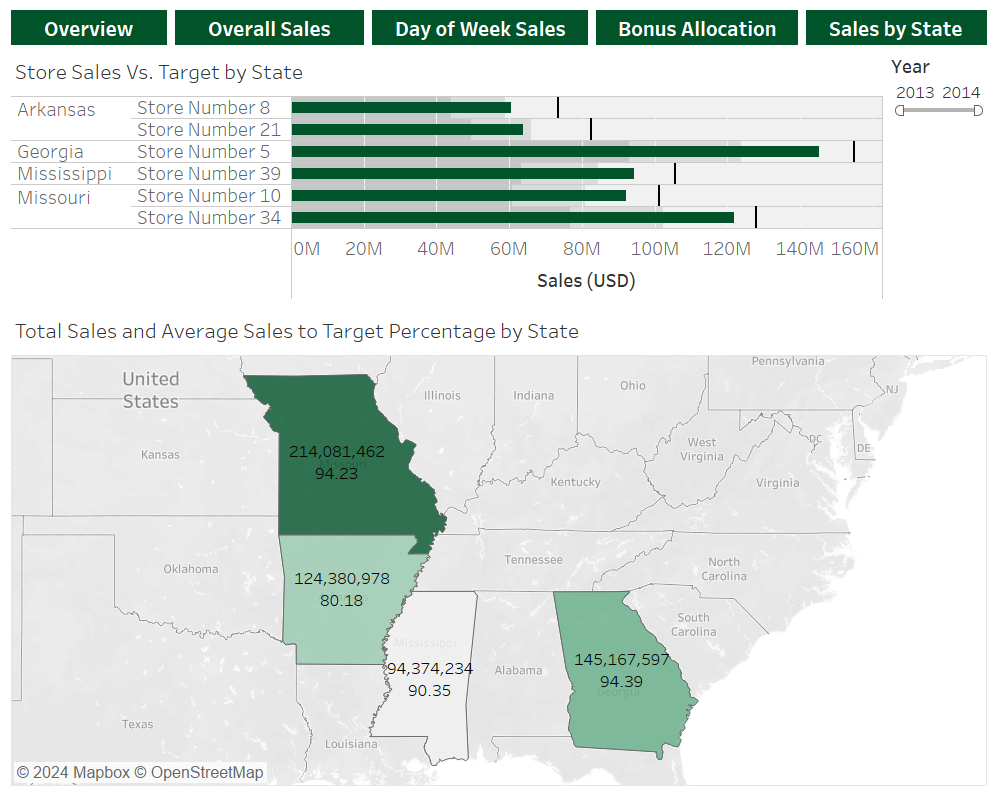 Overview
Overall Sales
Day of Week Sales
Bonus Allocation
Sales by State
Store Sales Vs. Target by State
Year
2013 2014
Arkansas
Store Number 8
Store Number 21
Georgia
Store Number 5
Mississippi
Store Number 39
Missouri
Store Number 10
Store Number 34
0M 20M 40M 60M 80M 100M 120M 140M 160M
Sales (USD)
Total Sales and Average Sales to Target Percentage by State
United
States
Pennsylvania
Illinois
Indiana
Ohio
NJ
Kansas
214,081,462
94.23
West
Virginia
DC
DE
Kentucky
Virginia
Oklahoma
124,380,978
80.18
Tennessee
North
Carolina
South
Carolina
Mississippi
94,374,234
90.35
Alabama
145,167,597
94.39
Georgia
Texas
Louisiana
© 2024 Mapbox © OpenStreetMap